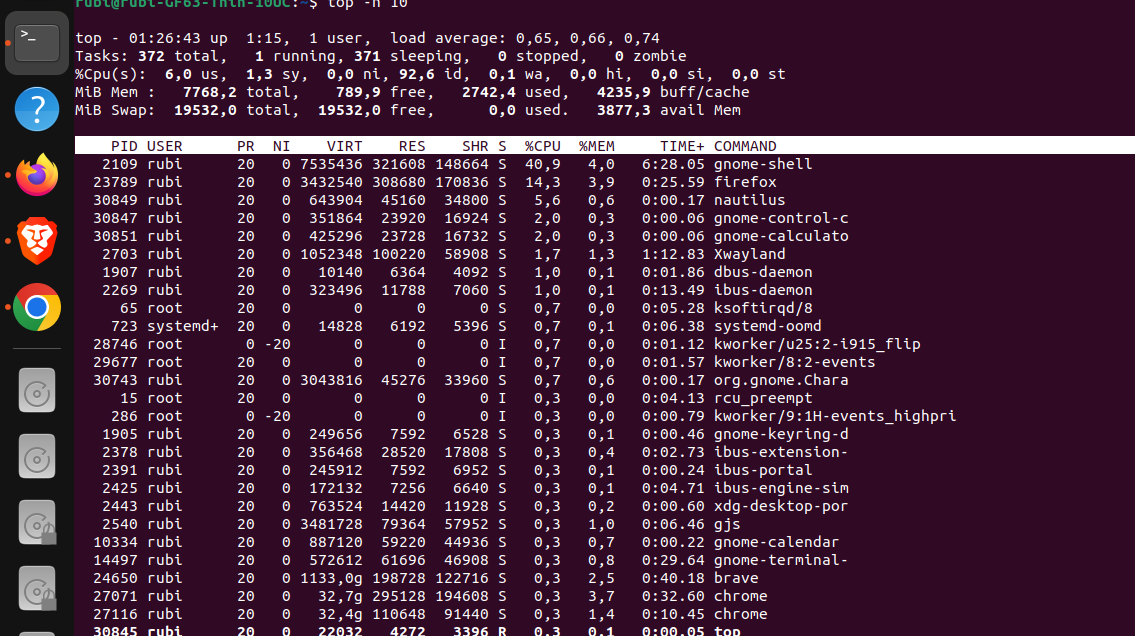 >_
?
rubi@rubi-GF63-Thin-10UC:~$ top -n 10
top - 01:26:43 up  1:15,  1 user,  load average: 0,65, 0,66, 0,74
Tasks: 372 total,   1 running, 371 sleeping,   0 stopped,   0 zombie
%Cpu(s):  6,0 us,  1,3 sy,  0,0 ni, 92,6 id,  0,1 wa,  0,0 hi,  0,0 si,  0,0 st
MiB Mem :   7768,2 total,    789,9 free,   2742,4 used,   4235,9 buff/cache
MiB Swap:  19532,0 total,  19532,0 free,      0,0 used.   3877,3 avail Mem
PID USER      PR  NI    VIRT    RES    SHR S  %CPU  %MEM     TIME+ COMMAND
2109 rubi      20   0 7535436 321608 148664 S  40,9   4,0   6:28.05 gnome-shell
23789 rubi      20   0 3432540 308680 170836 S  14,3   3,9   0:25.59 firefox
30849 rubi      20   0  643904  45160  34800 S   5,6   0,6   0:00.17 nautilus
30847 rubi      20   0  351864  23920  16924 S   2,0   0,3   0:00.06 gnome-control-c
30851 rubi      20   0  425296  23728  16732 S   2,0   0,3   0:00.06 gnome-calculato
2703 rubi      20   0 1052348 100220  58908 S   1,7   1,3   1:12.83 Xwayland
1907 rubi      20   0   10140   6364   4092 S   1,0   0,1   0:01.86 dbus-daemon
2269 rubi      20   0  323496  11788   7060 S   1,0   0,1   0:13.49 ibus-daemon
65 root      20   0       0      0      0 S   0,7   0,0   0:05.28 ksoftirqd/8
723 systemd+  20   0   14828   6192   5396 S   0,7   0,1   0:06.38 systemd-oomd
28746 root       0 -20       0      0      0 I   0,7   0,0   0:01.12 kworker/u25:2-i915_flip
29677 root      20   0       0      0      0 I   0,7   0,0   0:01.57 kworker/8:2-events
30743 rubi      20   0 3043816  45276  33960 S   0,7   0,6   0:00.17 org.gnome.Chara
15 root      20   0       0      0      0 I   0,3   0,0   0:04.13 rcu_preempt
286 root       0 -20       0      0      0 I   0,3   0,0   0:00.79 kworker/9:1H-events_highpri
1905 rubi      20   0  249656   7592   6528 S   0,3   0,1   0:00.46 gnome-keyring-d
2378 rubi      20   0  356468  28520  17808 S   0,3   0,4   0:02.73 ibus-extension-
2391 rubi      20   0  245912   7592   6952 S   0,3   0,1   0:00.24 ibus-portal
2425 rubi      20   0  172132   7256   6640 S   0,3   0,1   0:04.71 ibus-engine-sim
2443 rubi      20   0  763524  14420  11928 S   0,3   0,2   0:00.60 xdg-desktop-por
2540 rubi      20   0 3481728  79364  57952 S   0,3   1,0   0:06.46 gjs
10334 rubi      20   0  887120  59220  44936 S   0,3   0,7   0:00.22 gnome-calendar
14497 rubi      20   0  572612  61696  46908 S   0,3   0,8   0:29.64 gnome-terminal-
24650 rubi      20   0 1133,0g 198728 122716 S   0,3   2,5   0:40.18 brave
27071 rubi      20   0   32,7g 295128 194608 S   0,3   3,7   0:32.60 chrome
27116 rubi      20   0   32,4g 110648  91440 S   0,3   1,4   0:10.45 chrome
30845 rubi      20   0   22032   4272   3396 R   0,3   0,1   0:00.05 top